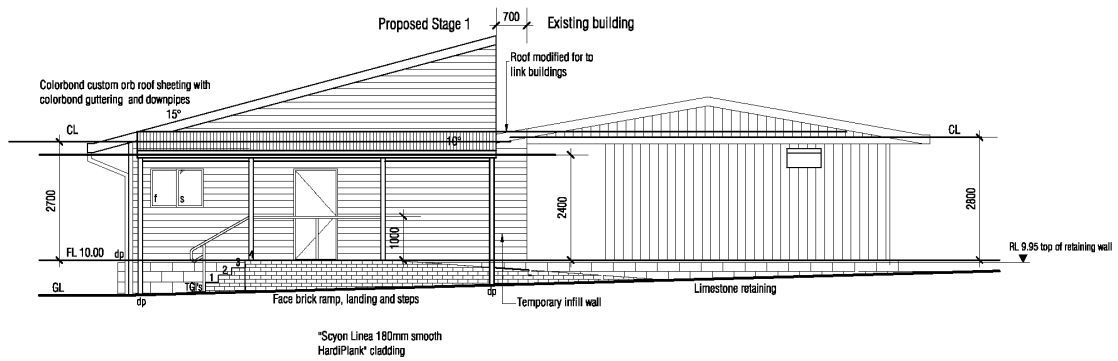 Proposed Stage 1
700
Existing building
Roof modified for to
link buildings
Colorbond custom orb roof sheeting with
colorbond guttering and downpipes
15°
CL
10°
CL
f
s
2700
2400
2800
1000
FL 10.00
dp
RL 9.95 top of retaining wall
4
3
2
1
TGI's
GL
dp
Face brick ramp, landing and steps
dp
Temporary infill wall
Limestone retaining
"Scyon Linea 180mm smooth
HardiPlank" cladding